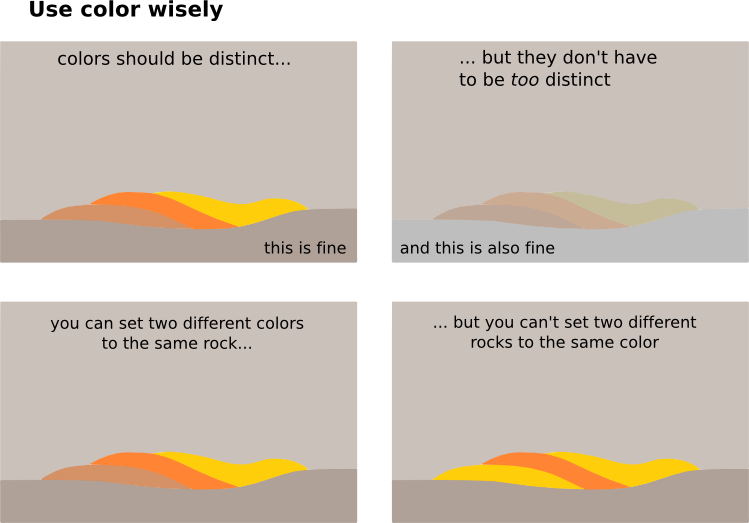 Use color wisely
colors should be distinct...
... but they don't have
to be too distinct
this is fine
and this is also fine
you can set two different colors
to the same rock...
... but you can't set two different
rocks to the same color